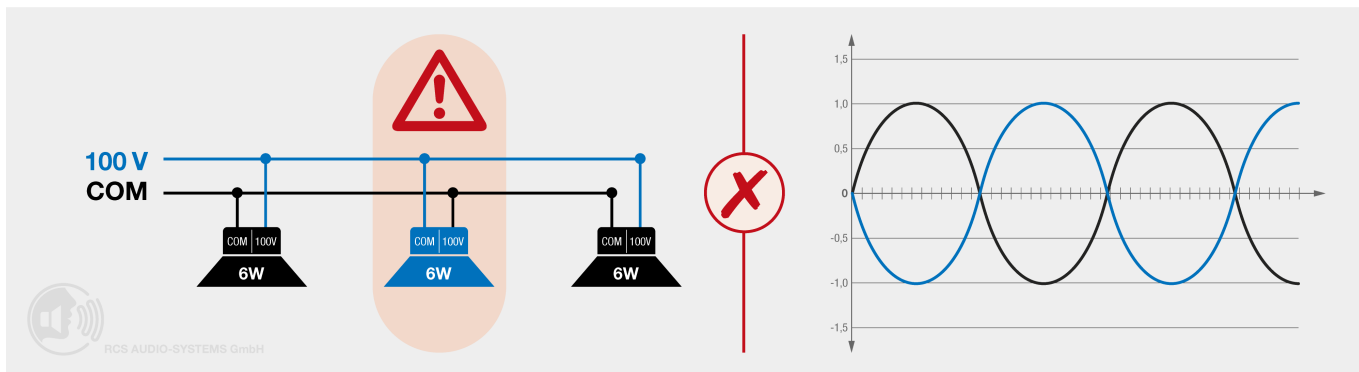 100 V
COM
COM 100V
6W
COM 100V
6W
COM 100V
6W
RCS AUDIO-SYSTEMS GmbH
1,5
1,0
0,5
0
-0,5
-1,0
-1,5